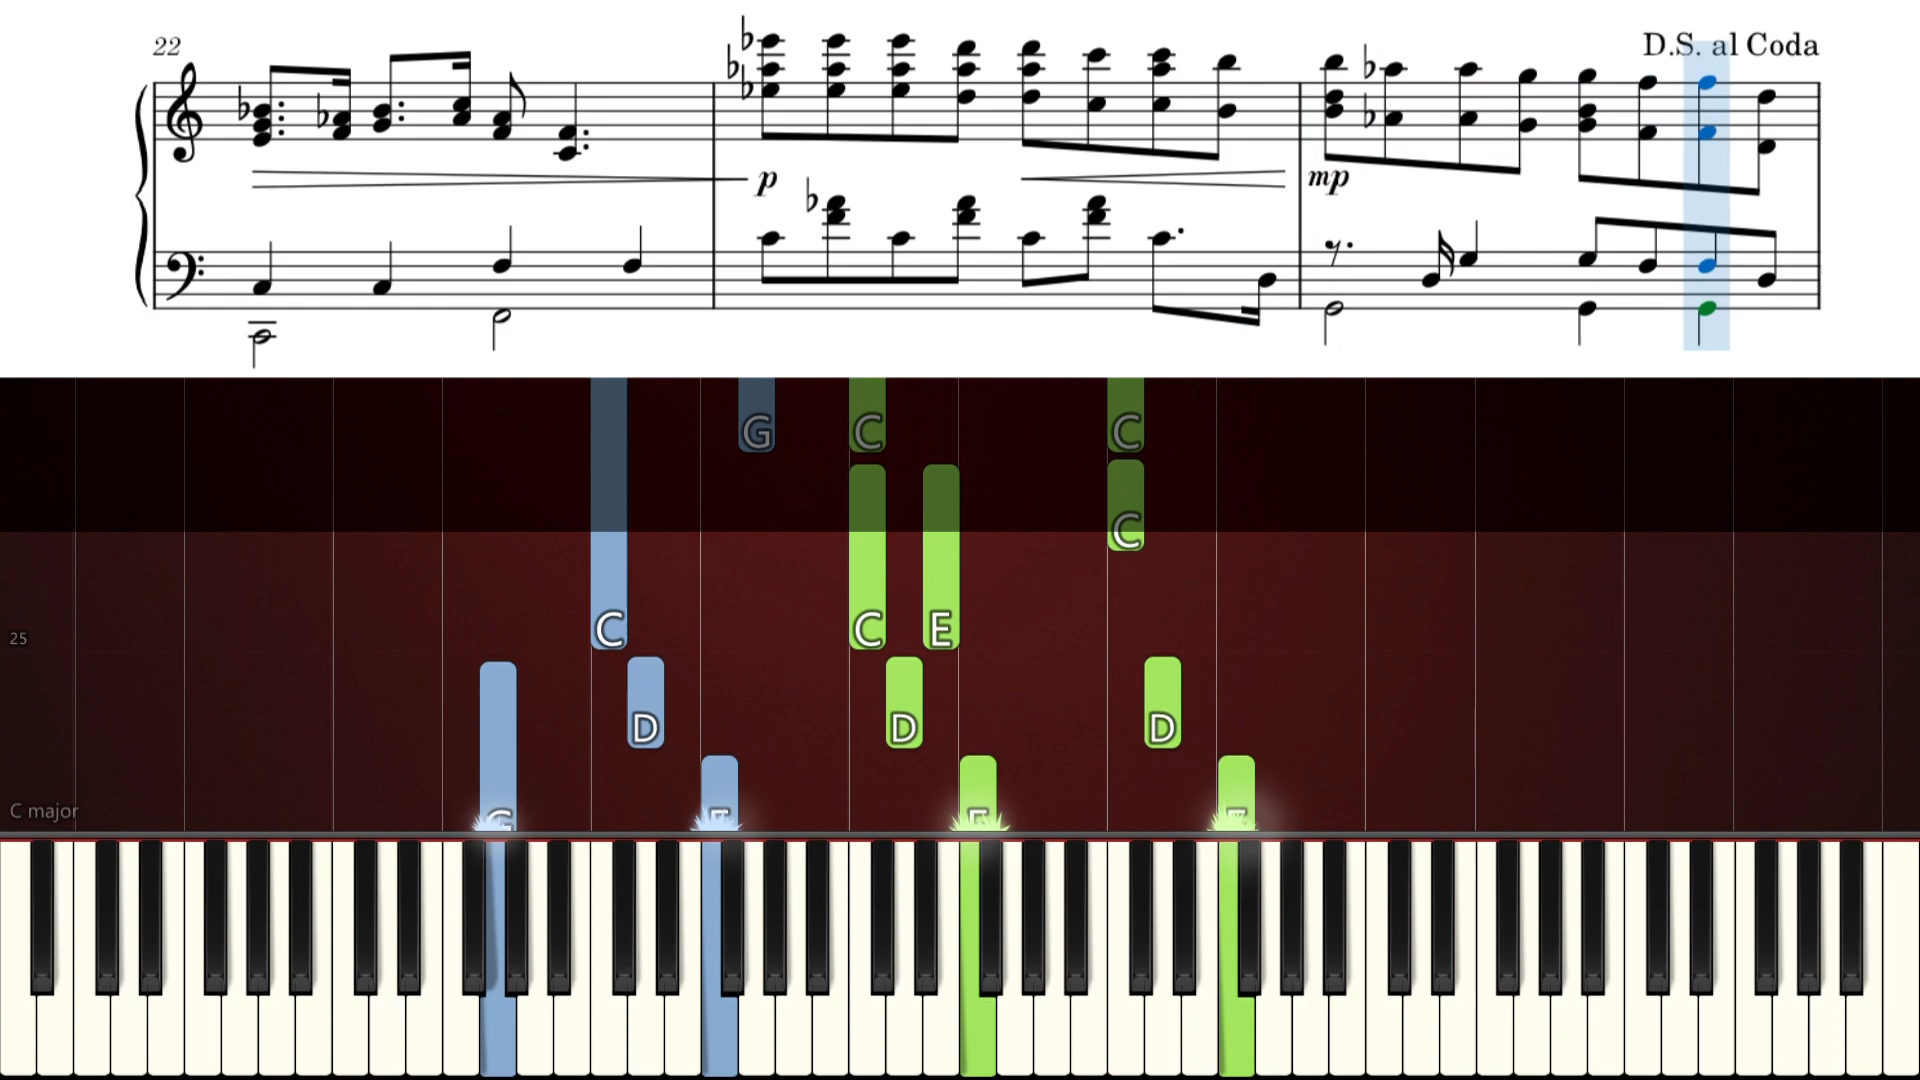 22
D.S. al Coda
p
mp
G C C
C
25
C C E
D D D
C major
G F F F